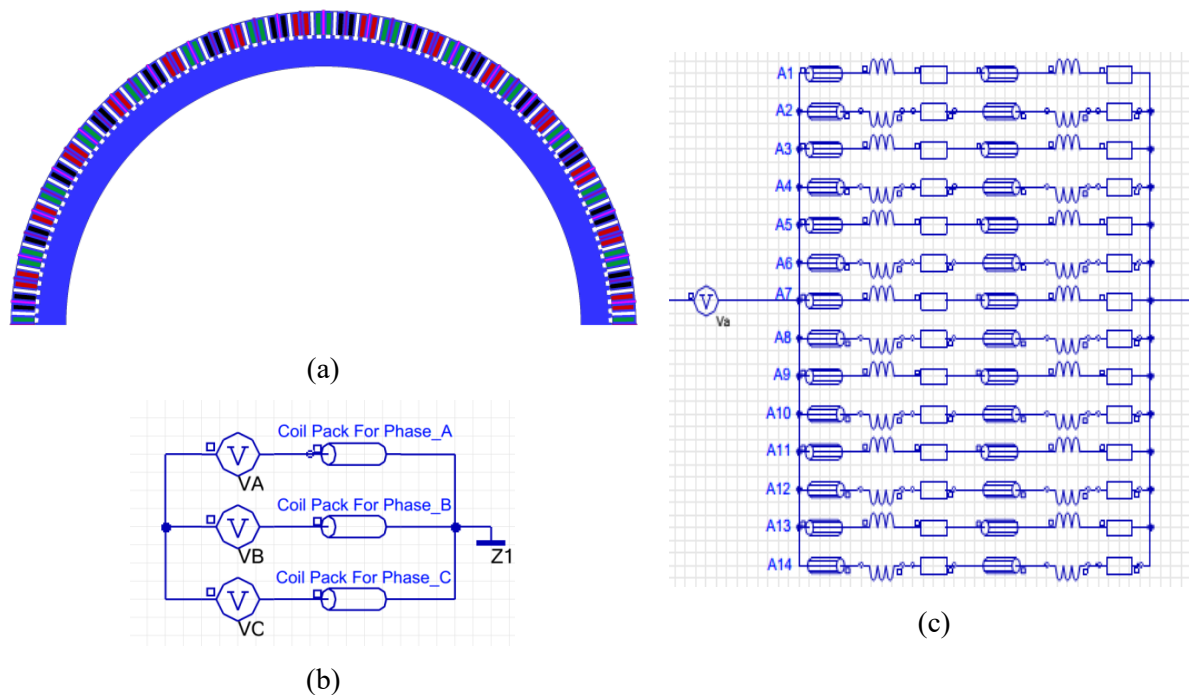 (a)
Coil Pack For Phase_A
V
VA
Coil Pack For Phase_B
V
VB
Z1
Coil Pack For Phase_C
V
VC
(b)
A1
A2
A3
A4
A5
A6
A7
V
Va
A8
A9
A10
A11
A12
A13
A14
(c)